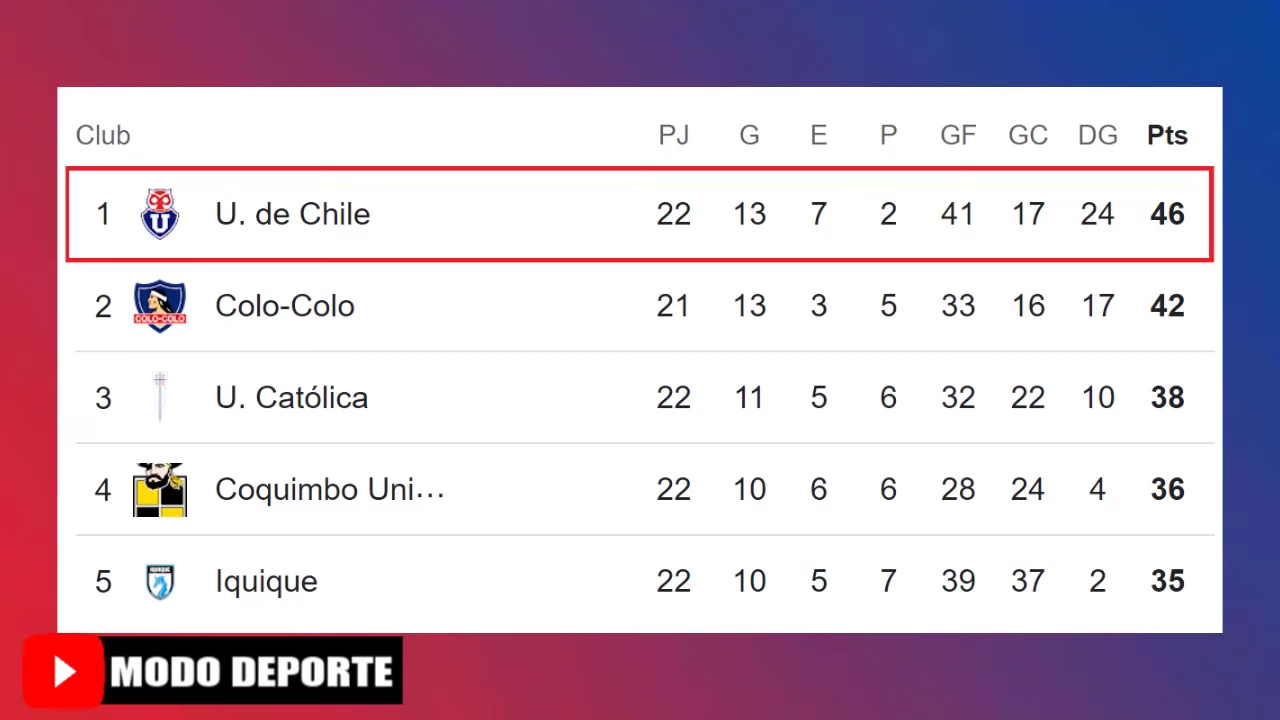 Club PJ G E P GF GC DG Pts
1 U. de Chile 22 13 7 2 41 17 24 46
2 COLO-COLO Colo-Colo 21 13 3 5 33 16 17 42
3 U. Católica 22 11 5 6 32 22 10 38
4 Coquimbo Uni... 22 10 6 6 28 24 4 36
5 IQUIQUE Iquique 22 10 5 7 39 37 2 35
MODO DEPORTE